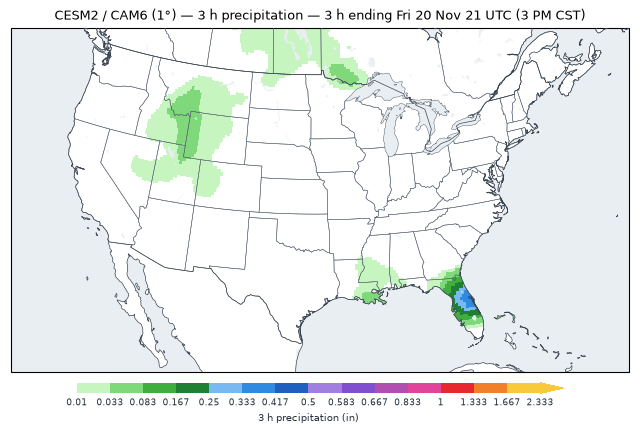 CESM2 / CAM6 (1°) — 3 h precipitation — 3 h ending Fri 20 Nov 21 UTC (3 PM CST)
0.01 0.033 0.083 0.167 0.25 0.333 0.417 0.5 0.583 0.667 0.833 1 1.333 1.667 2.333
3 h precipitation (in)